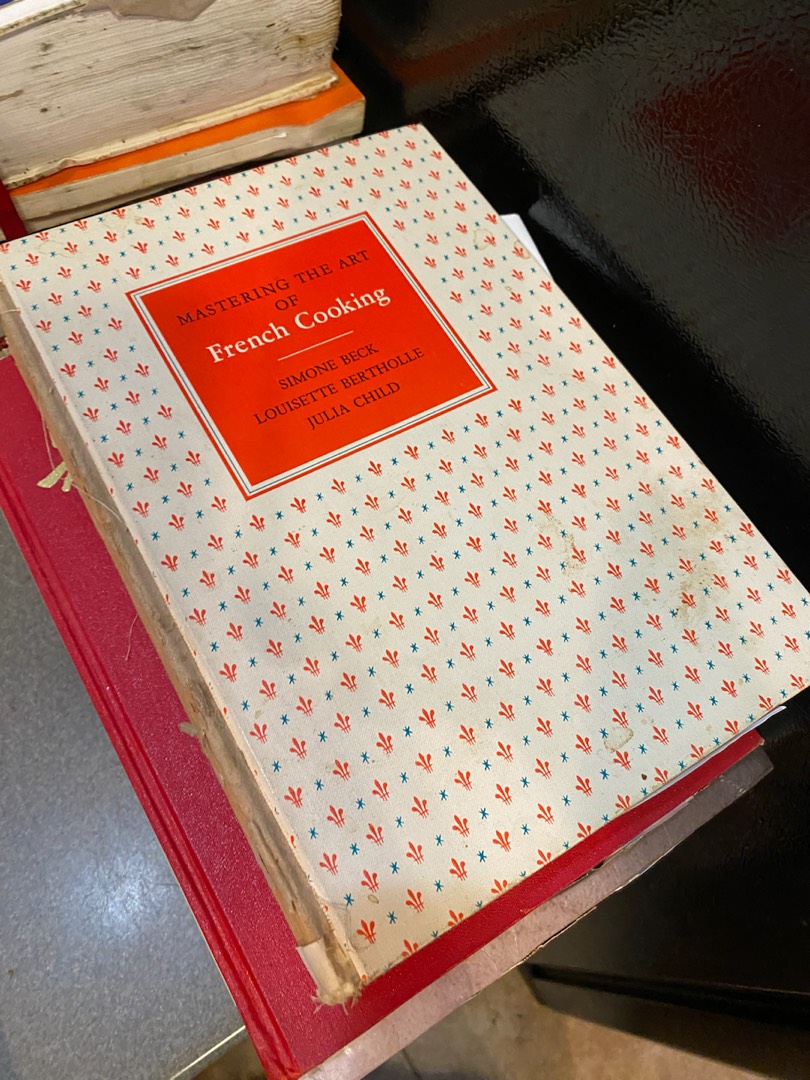 MASTERING THE ART
OF
French Cooking
SIMONE BECK
LOUISETTE BERTHOLLE
JULIA CHILD